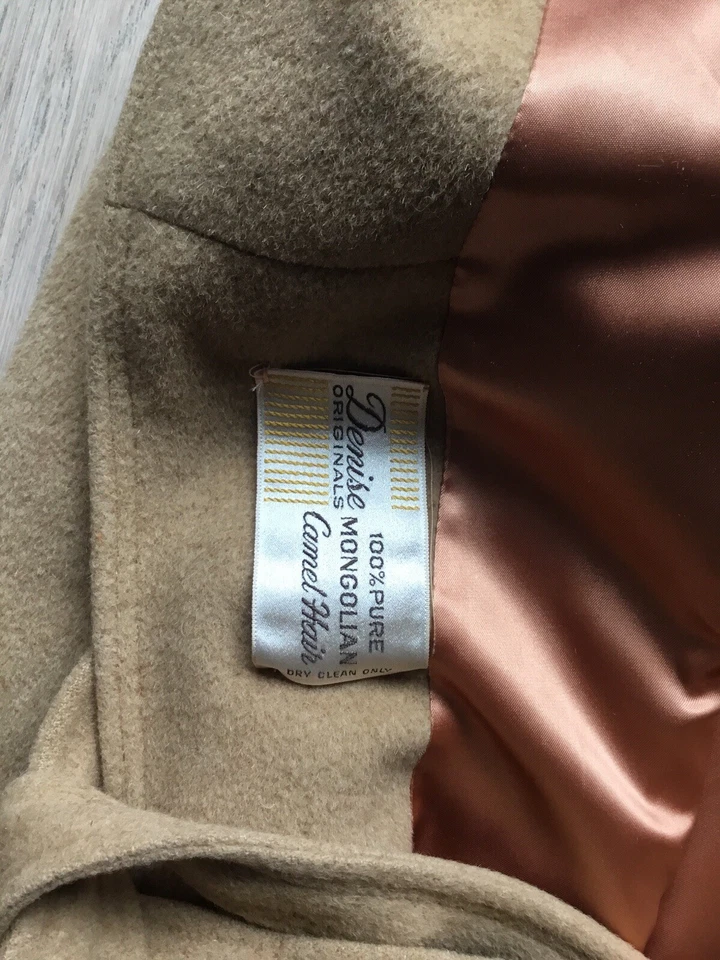 Denise
ORIGINALS
100% PURE
MONGOLIAN
Camel Hair
DRY CLEAN ONLY